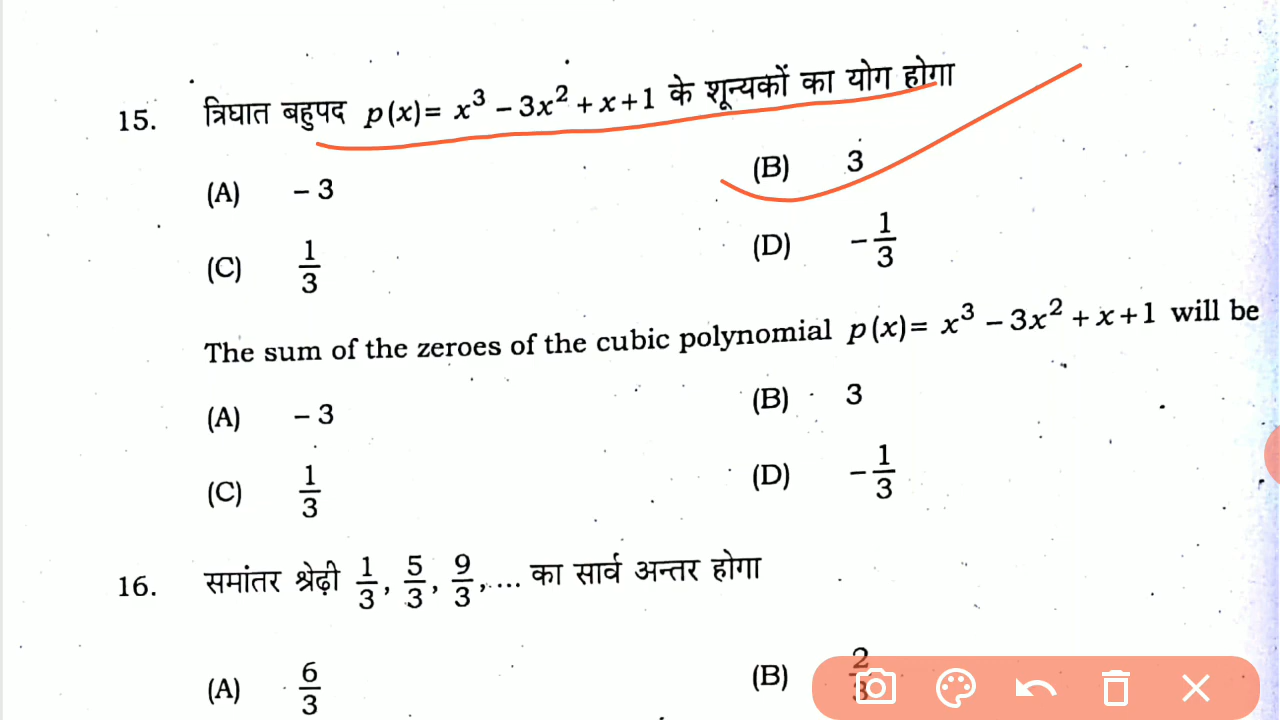 15. त्रिघात बहुपद p(x)= x³ – 3x² + x + 1 के शून्यकों का योग होगा
(A) – 3 (B) 3
(C) 1/3 (D) –1/3
The sum of the zeroes of the cubic polynomial p(x)= x³ – 3x² + x + 1 will be
(A) – 3 (B) 3
(C) 1/3 (D) –1/3
16. समांतर श्रेढ़ी 1/3, 5/3, 9/3, .... का सार्व अन्तर होगा
(A) 6/3 (B) 2/3